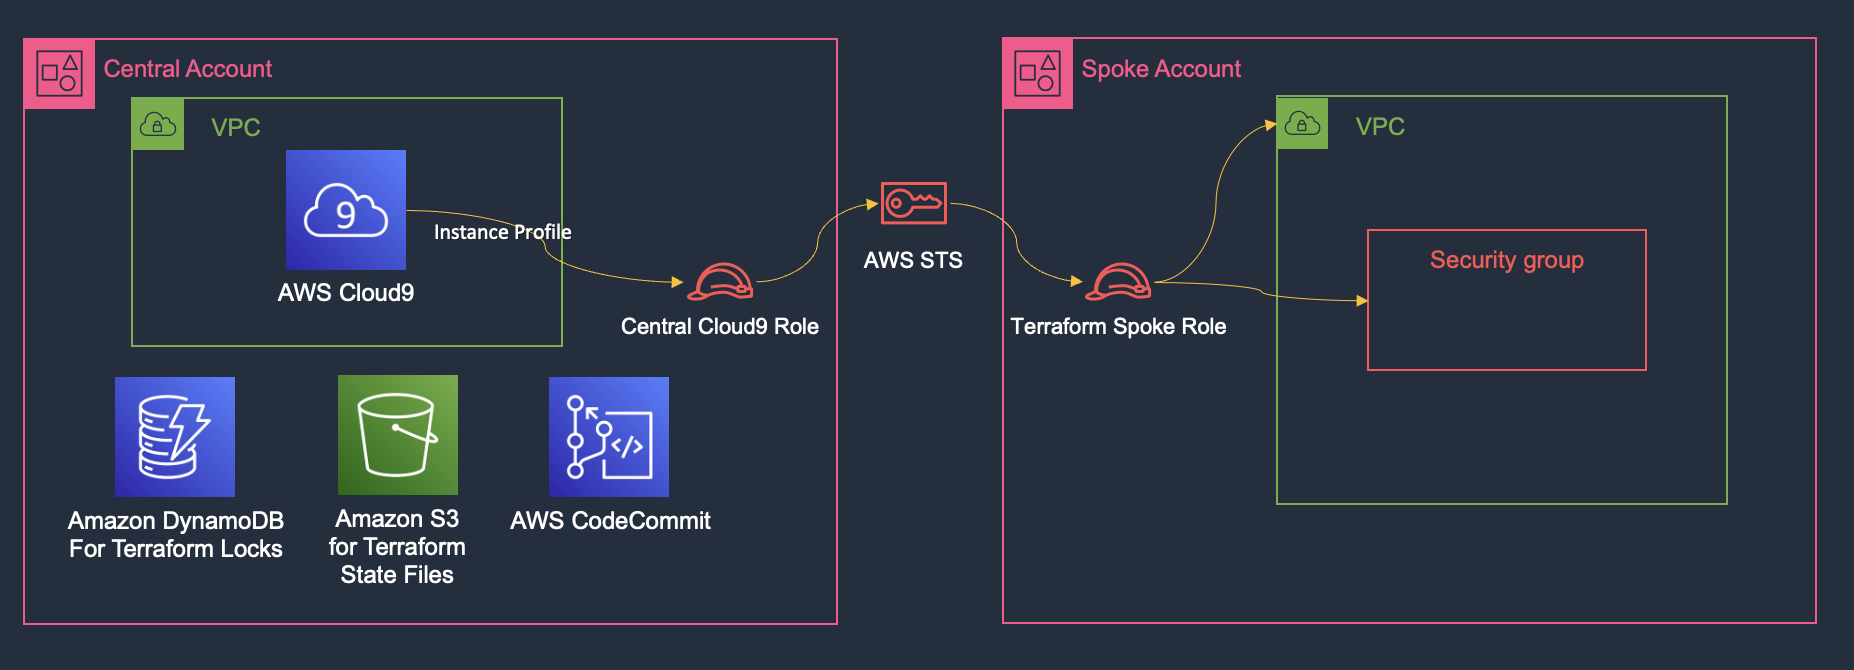 Central Account
VPC
9
AWS Cloud9
Instance Profile
Central Cloud9 Role
Amazon DynamoDB
For Terraform Locks
Amazon S3
for Terraform
State Files
</>
AWS CodeCommit
AWS STS
Spoke Account
Terraform Spoke Role
VPC
Security group